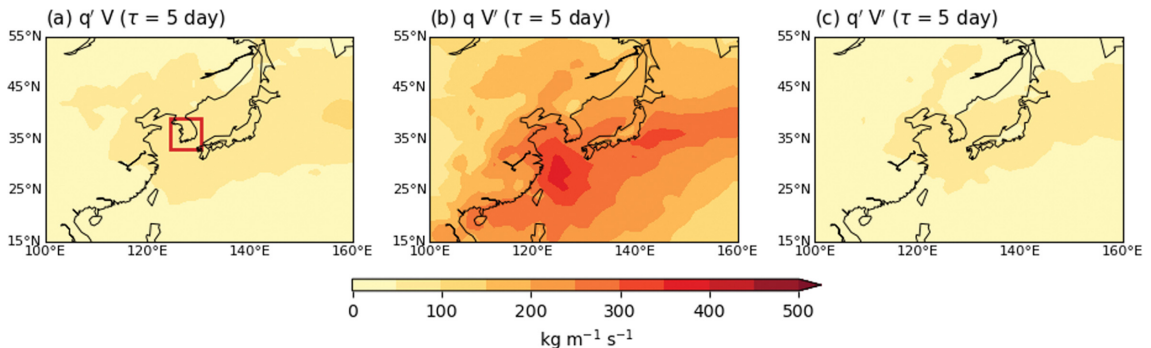 (a) q′ V (τ = 5 day)
(b) q V′ (τ = 5 day)
(c) q′ V′ (τ = 5 day)
55°N
45°N
35°N
25°N
15°N
100°E 120°E 140°E 160°E
55°N
45°N
35°N
25°N
15°N
100°E 120°E 140°E 160°E
55°N
45°N
35°N
25°N
15°N
100°E 120°E 140°E 160°E
0 100 200 300 400 500
kg m⁻¹ s⁻¹